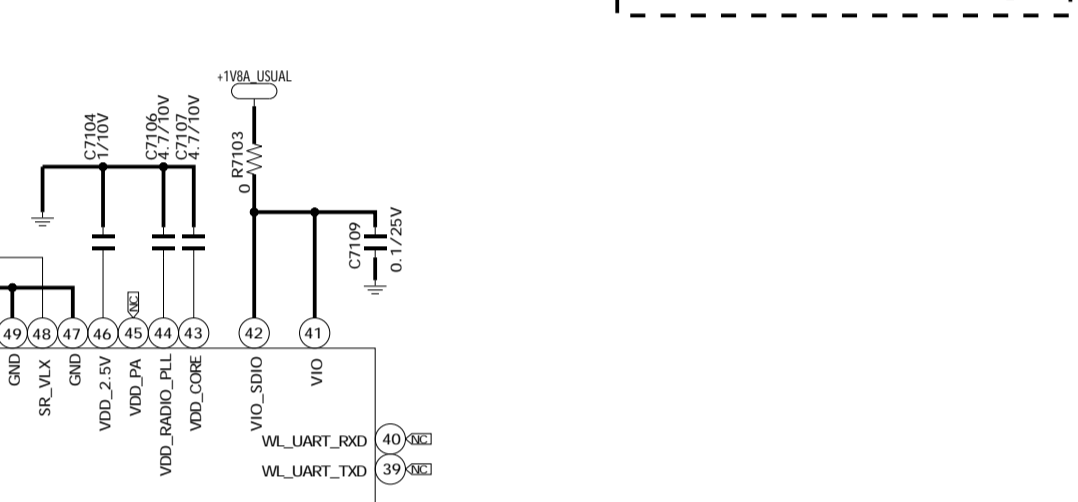 +1V8A_USUAL
C7104
1/10V
C7106
4.7/10V
C7107
4.7/10V
R7103
0
C7109
0.1/25V
NC
49
48
47
46
45
44
43
42
41
GND
SR_VLX
GND
VDD_2.5V
VDD_PA
VDD_RADIO_PLL
VDD_CORE
VIO_SDIO
VIO
WL_UART_RXD 40 NC
WL_UART_TXD 39 NC